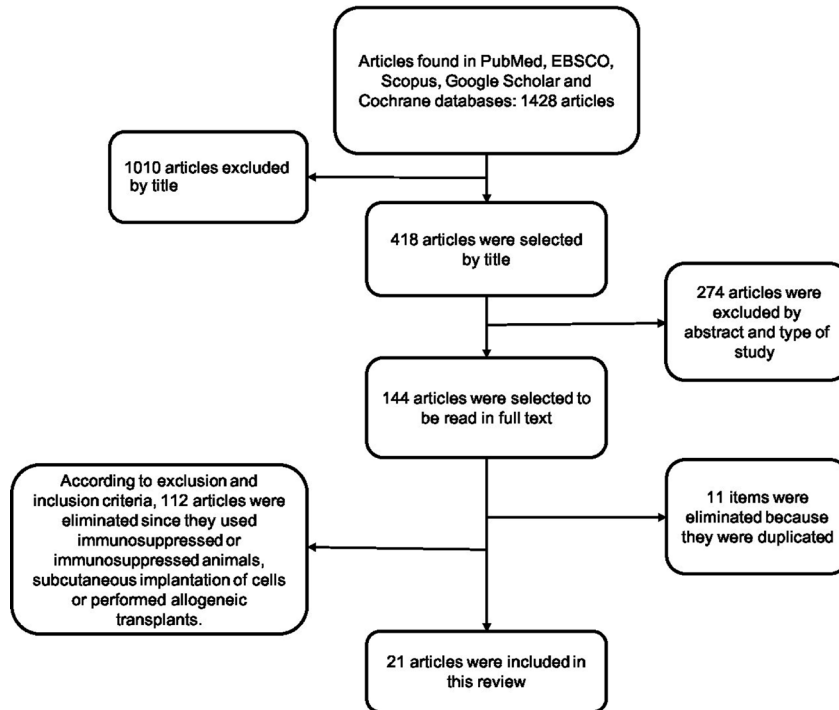 Articles found in PubMed, EBSCO,
Scopus, Google Scholar and
Cochrane databases: 1428 articles
1010 articles excluded
by title
418 articles were selected
by title
274 articles were
excluded by
abstract and type of
study
144 articles were selected to
be read in full text
According to exclusion and
inclusion criteria, 112 articles were
eliminated since they used
immunosuppressed or
immunosuppressed animals,
subcutaneous implantation of cells
or performed allogeneic
transplants.
11 items were
eliminated because
they were duplicated
21 articles were included in
this review